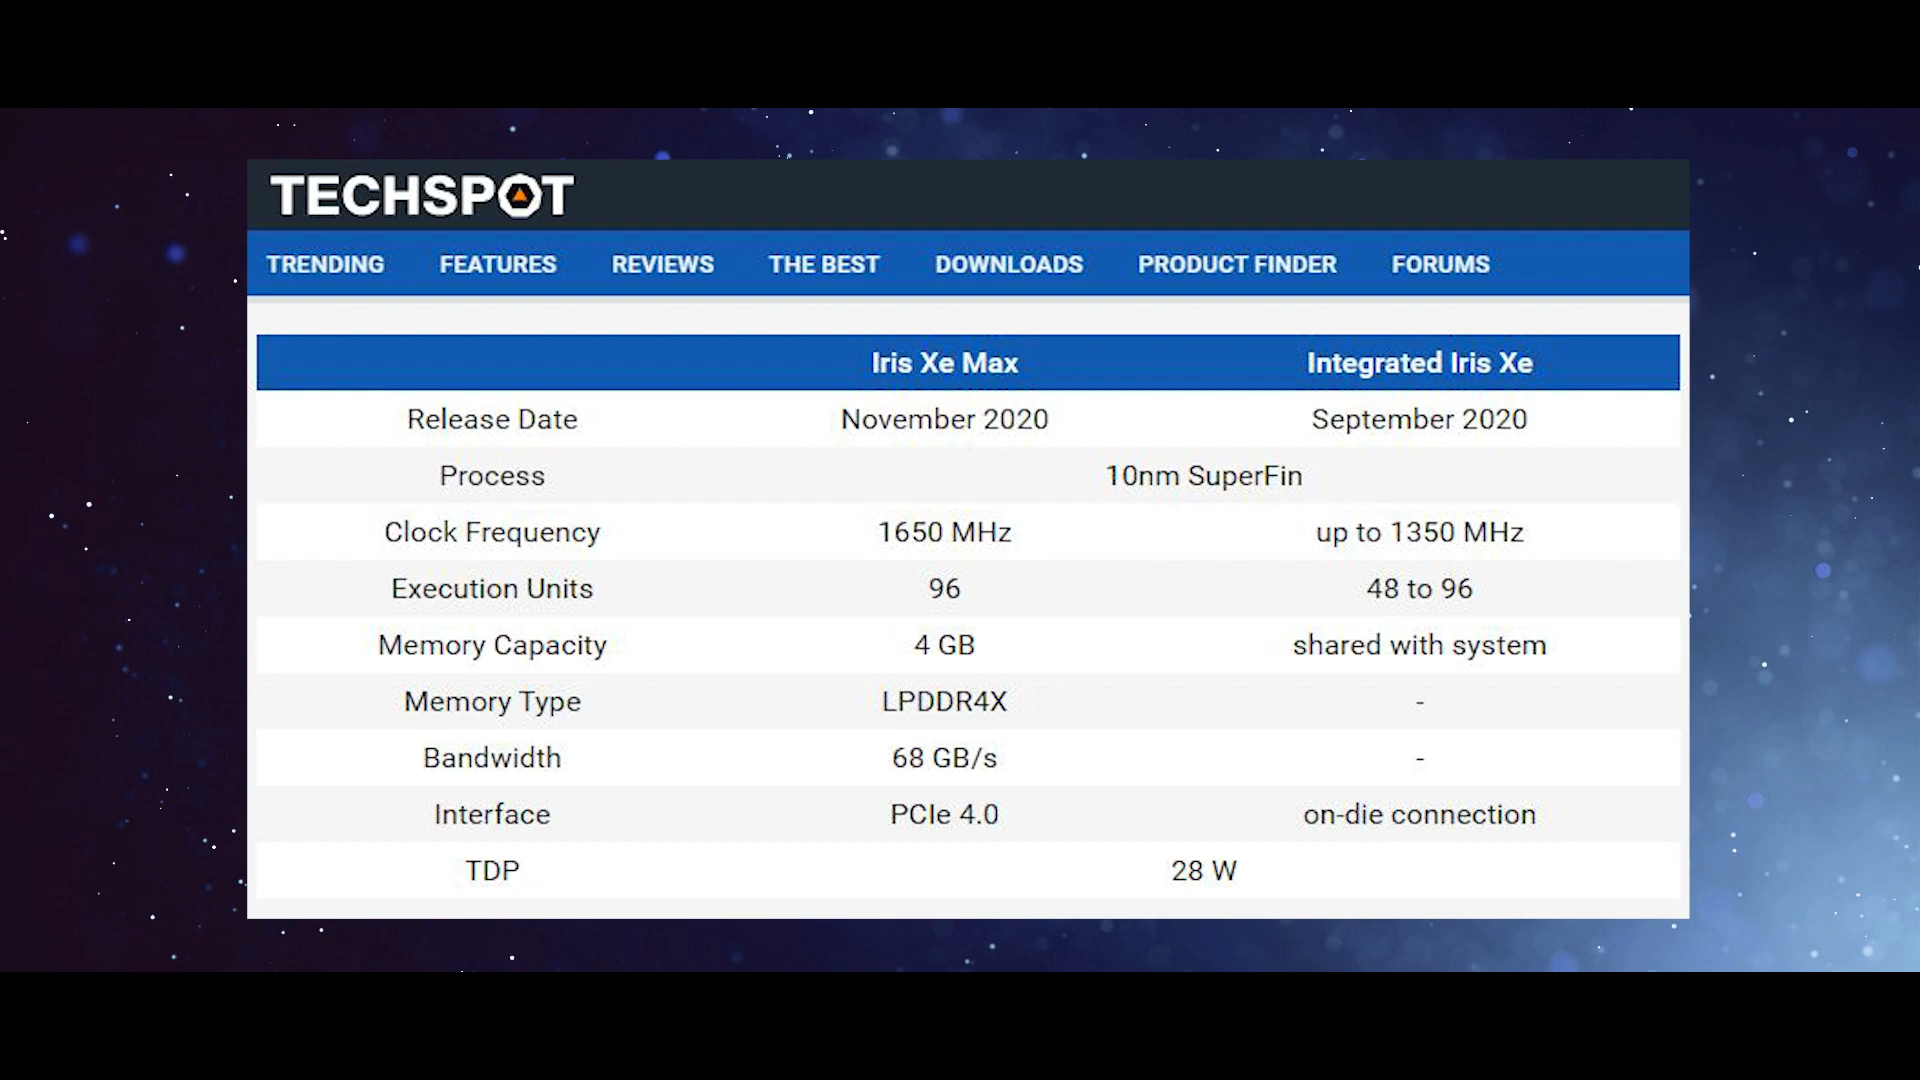 TECHSPOT
TRENDING FEATURES REVIEWS THE BEST DOWNLOADS PRODUCT FINDER FORUMS
Iris Xe Max Integrated Iris Xe
Release Date November 2020 September 2020
Process 10nm SuperFin
Clock Frequency 1650 MHz up to 1350 MHz
Execution Units 96 48 to 96
Memory Capacity 4 GB shared with system
Memory Type LPDDR4X -
Bandwidth 68 GB/s -
Interface PCIe 4.0 on-die connection
TDP 28 W